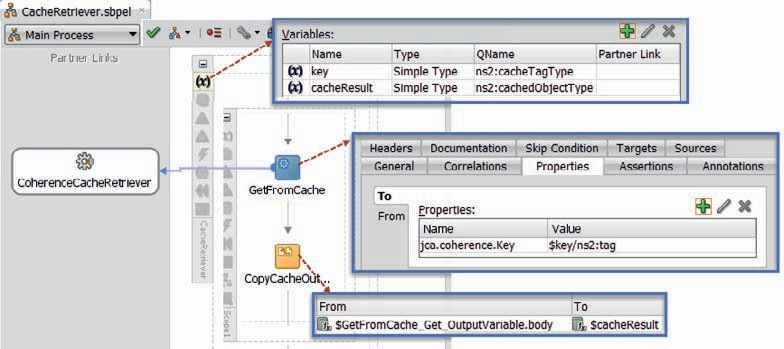 CacheRetriever.sbpel
Main Process
Partner Links
Variables:
Name Type QName Partner Link
(x) key Simple Type ns2:cacheTagType
(x) cacheResult Simple Type ns2:cachedObjectType
(x)
CoherenceCacheRetriever
GetFromCache
CopyCacheOut...
CacheRetriever
Scope1
Headers Documentation Skip Condition Targets Sources
General Correlations Properties Assertions Annotations
To
From
Properties:
Name Value
jca.coherence.Key $key/ns2:tag
From To
$GetFromCache_Get_OutputVariable.body $cacheResult